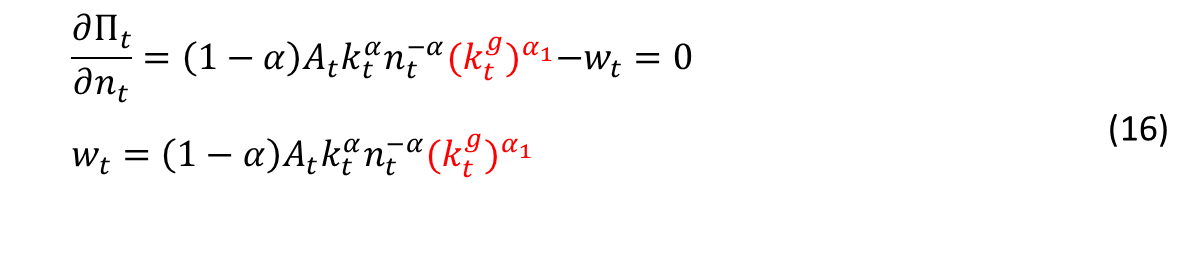 ∂Π_t/∂n_t = (1 − α)A_t k_t^α n_t^{−α}(k_t^g)^{α_1}−w_t = 0
(16)
w_t = (1 − α)A_t k_t^α n_t^{−α}(k_t^g)^{α_1}